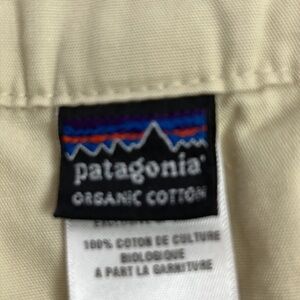 patagonia®
ORGANIC COTTON
100% COTON DE CULTURE
BIOLOGIQUE
A PART LA GARNITURE